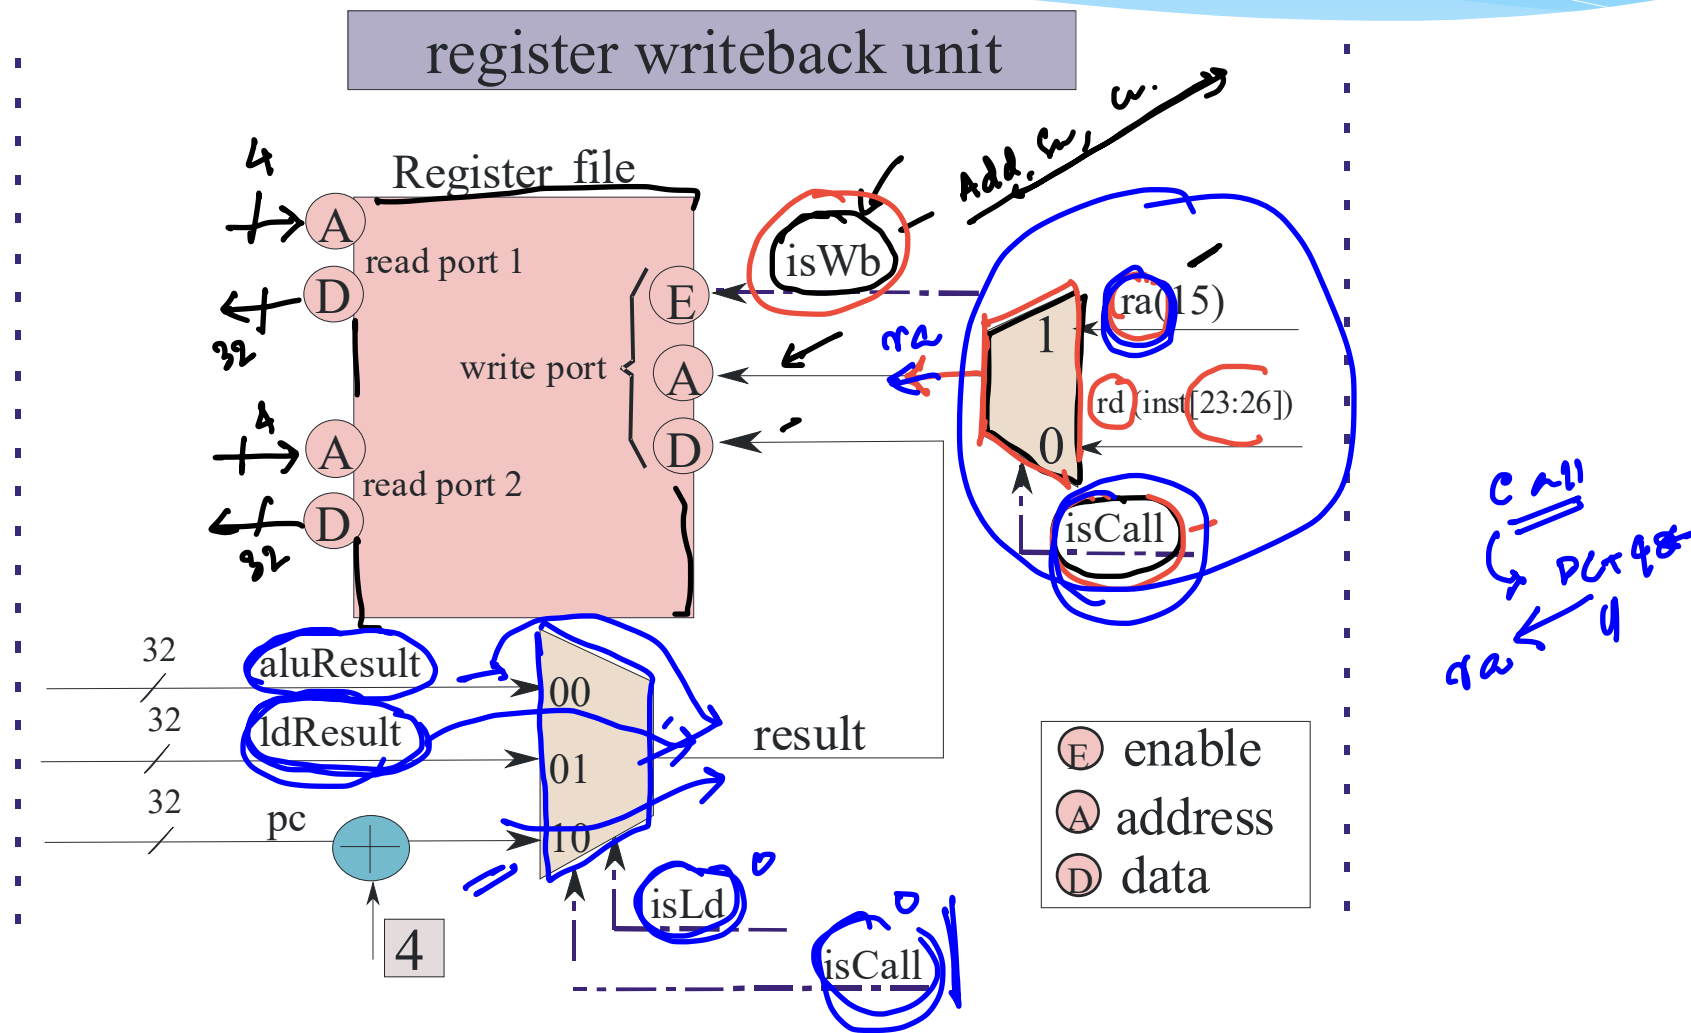 register writeback unit
4
Register file
Add.
isWb
A
read port 1
E
ra(15)
1
D
32
write port
A
ra
rd (inst[23:26])
4
A
D
0
read port 2
D
32
isCall
call
ra
32
aluResult
00
32
ldResult
01
result
32
pc
10
4
isLd
0
isCall
0
E enable
A address
D data